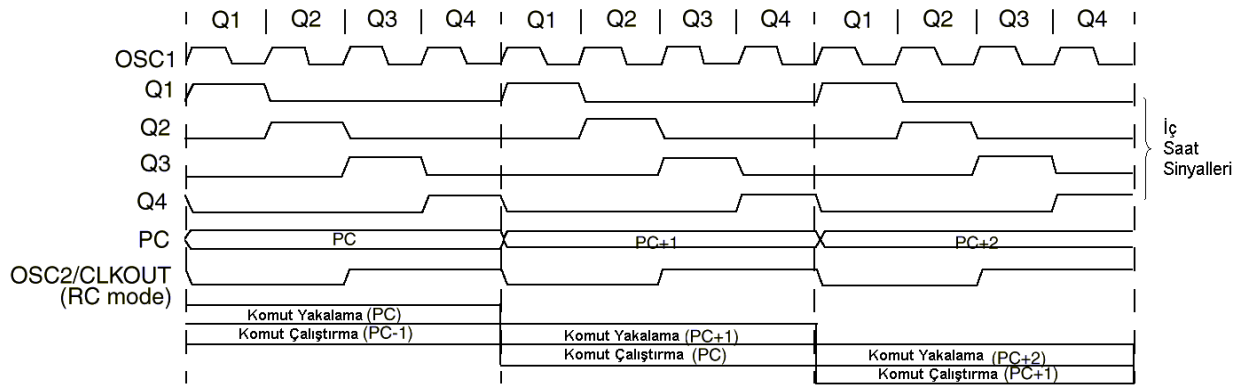 Q1 | Q2 | Q3 | Q4 | Q1 | Q2 | Q3 | Q4 | Q1 | Q2 | Q3 | Q4
OSC1
Q1
Q2
Q3
Q4
İç
Saat
Sinyalleri
PC PC PC+1 PC+2
OSC2/CLKOUT
(RC mode)
Komut Yakalama (PC)
Komut Çalıştırma (PC-1) Komut Yakalama (PC+1)
Komut Çalıştırma (PC) Komut Yakalama (PC+2)
Komut Çalıştırma (PC+1)